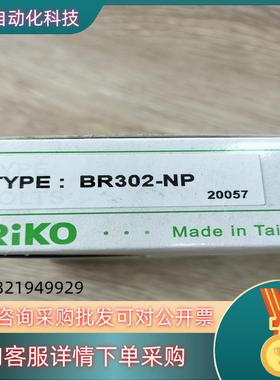 自动化科技
TYPE : BR302-NP
20057
RiKO
Made in Tai
321949929
咨询采购批发可对公开票
客服详情下单采购